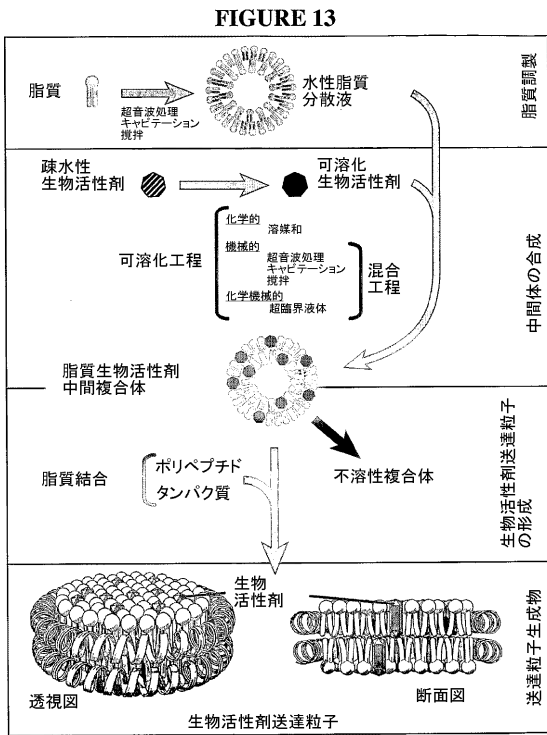 FIGURE 13
脂質
超音波処理
キャビテーション
撹拌
水性脂質
分散液
脂質調製
疎水性
生物活性剤
可溶化
生物活性剤
可溶化工程
化学的
溶媒和
機械的
超音波処理
キャビテーション
撹拌
化学機械的
超臨界液体
混合
工程
中間体の合成
脂質生物活性剤
中間複合体
脂質結合
ポリペプチド
タンパク質
不溶性複合体
生物活性剤送達粒子
の形成
生物
活性剤
透視図
断面図
生物活性剤送達粒子
送達粒子生成物